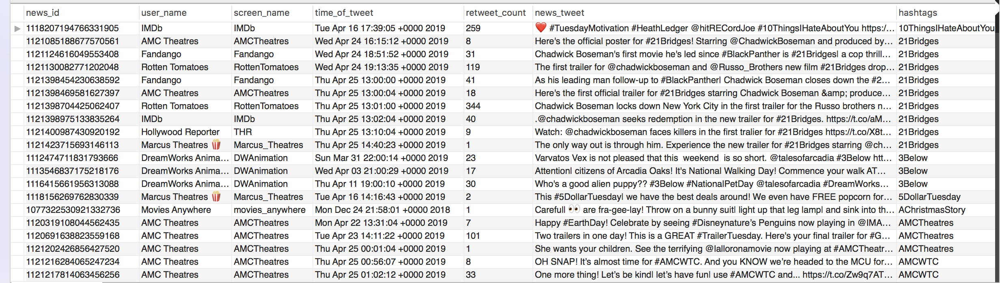 news_id user_name screen_name time_of_tweet retweet_count news_tweet hashtags
1118207194766331905 IMDb IMDb Tue Apr 16 17:39:05 +0000 2019 259 ❤️ #TuesdayMotivation #HeathLedger @hitRECordJoe #10ThingsIHateAboutYou https:/... 10ThingsIHateAboutYou
1121085188677570561 AMC Theatres AMCTheatres Wed Apr 24 16:15:12 +0000 2019 8 Here's the official poster for #21Bridges! Starring @ChadwickBoseman and produced by... 21Bridges
1121124616049553408 Fandango Fandango Wed Apr 24 18:51:52 +0000 2019 31 Chadwick Boseman's first movie he's led since #BlackPanther is #21Bridges| a cop thrill... 21Bridges
1121130082771202048 Rotten Tomatoes RottenTomatoes Wed Apr 24 19:13:35 +0000 2019 119 The first trailer for @chadwickboseman and @Russo_Brothers new film #21Bridges drop... 21Bridges
1121398454230638592 Fandango Fandango Thu Apr 25 13:00:00 +0000 2019 41 As his leading man follow-up to #BlackPanther| Chadwick Boseman closes down the #2... 21Bridges
1121398469581627397 AMC Theatres AMCTheatres Thu Apr 25 13:00:04 +0000 2019 18 Here's the first official trailer for #21Bridges starring Chadwick Boseman &amp; produce... 21Bridges
1121398704425062407 Rotten Tomatoes RottenTomatoes Thu Apr 25 13:01:00 +0000 2019 344 Chadwick Boseman locks down New York City in the first trailer for the Russo brothers n... 21Bridges
1121398975133835264 IMDb IMDb Thu Apr 25 13:02:04 +0000 2019 40 .@chadwickboseman seeks redemption in the new trailer for #21Bridges. https://t.co/aM... 21Bridges
1121400987430920192 Hollywood Reporter THR Thu Apr 25 13:10:04 +0000 2019 9 Watch: @chadwickboseman faces killers in the first tralier for #21Bridges https://t.co/X8t... 21Bridges
1121423715693146113 Marcus Theatres 🍿 Marcus_Theatres Thu Apr 25 14:40:23 +0000 2019 1 The only way out is through him. Experience the new trailer for #21Bridges starring @ch... 21Bridges
1112474711831793666 DreamWorks Anima... DWAnimation Sun Mar 31 22:00:14 +0000 2019 23 Varvatos Vex is not pleased that this  weekend  is so short. @talesofarcadia #3Below htt... 3Below
1113546837175218176 DreamWorks Anima... DWAnimation Wed Apr 03 21:00:29 +0000 2019 17 Attention| citizens of Arcadia Oaks! It's National Walking Day! Commence your walk AT... 3Below
1116415661956313088 DreamWorks Anima... DWAnimation Thu Apr 11 19:00:10 +0000 2019 30 Who's a good alien puppy?? #3Below #NationalPetDay @talesofarcadia #DreamWorks... 3Below
1118156269762830339 Marcus Theatres 🍿 Marcus_Theatres Tue Apr 16 14:16:43 +0000 2019 2 This #5DollarTuesday| we have the best deals around! We even have FREE popcorn for... 5DollarTuesday
1077322530921332736 Movies Anywhere movies_anywhere Mon Dec 24 21:58:01 +0000 2018 1 Careful| 👀 are fra-gee-lay! Throw on a bunny suit| light up that leg lamp| and sink into th... AChristmasStory
1120319108044562435 AMC Theatres AMCTheatres Mon Apr 22 13:31:04 +0000 2019 7 Happy #EarthDay! Celebrate by seeing #Disneynature’s Penguins now playing in @IMA... AMCTheatres
1120691638823559168 AMC Theatres AMCTheatres Tue Apr 23 14:11:22 +0000 2019 101 Two trailers in one day! This is a GREAT #TrailerTuesday. Here's your final trailer for #G... AMCTheatres
1121202426856427520 AMC Theatres AMCTheatres Thu Apr 25 00:01:04 +0000 2019 1 She wants your children. See the terrifying @lalloronamovie now playing at #AMCTheatr... AMCTheatres
1121216284065247234 AMC Theatres AMCTheatres Thu Apr 25 00:56:07 +0000 2019 8 OH SNAP! It’s almost time for #AMCWTC. And you KNOW we’re headed to the MCU for... AMCWTC
1121217814063456256 AMC Theatres AMCTheatres Thu Apr 25 01:02:12 +0000 2019 33 One more thing! Let’s be kind| let’s have fun| use #AMCWTC and... https://t.co/Zw9q7AT... AMCWTC